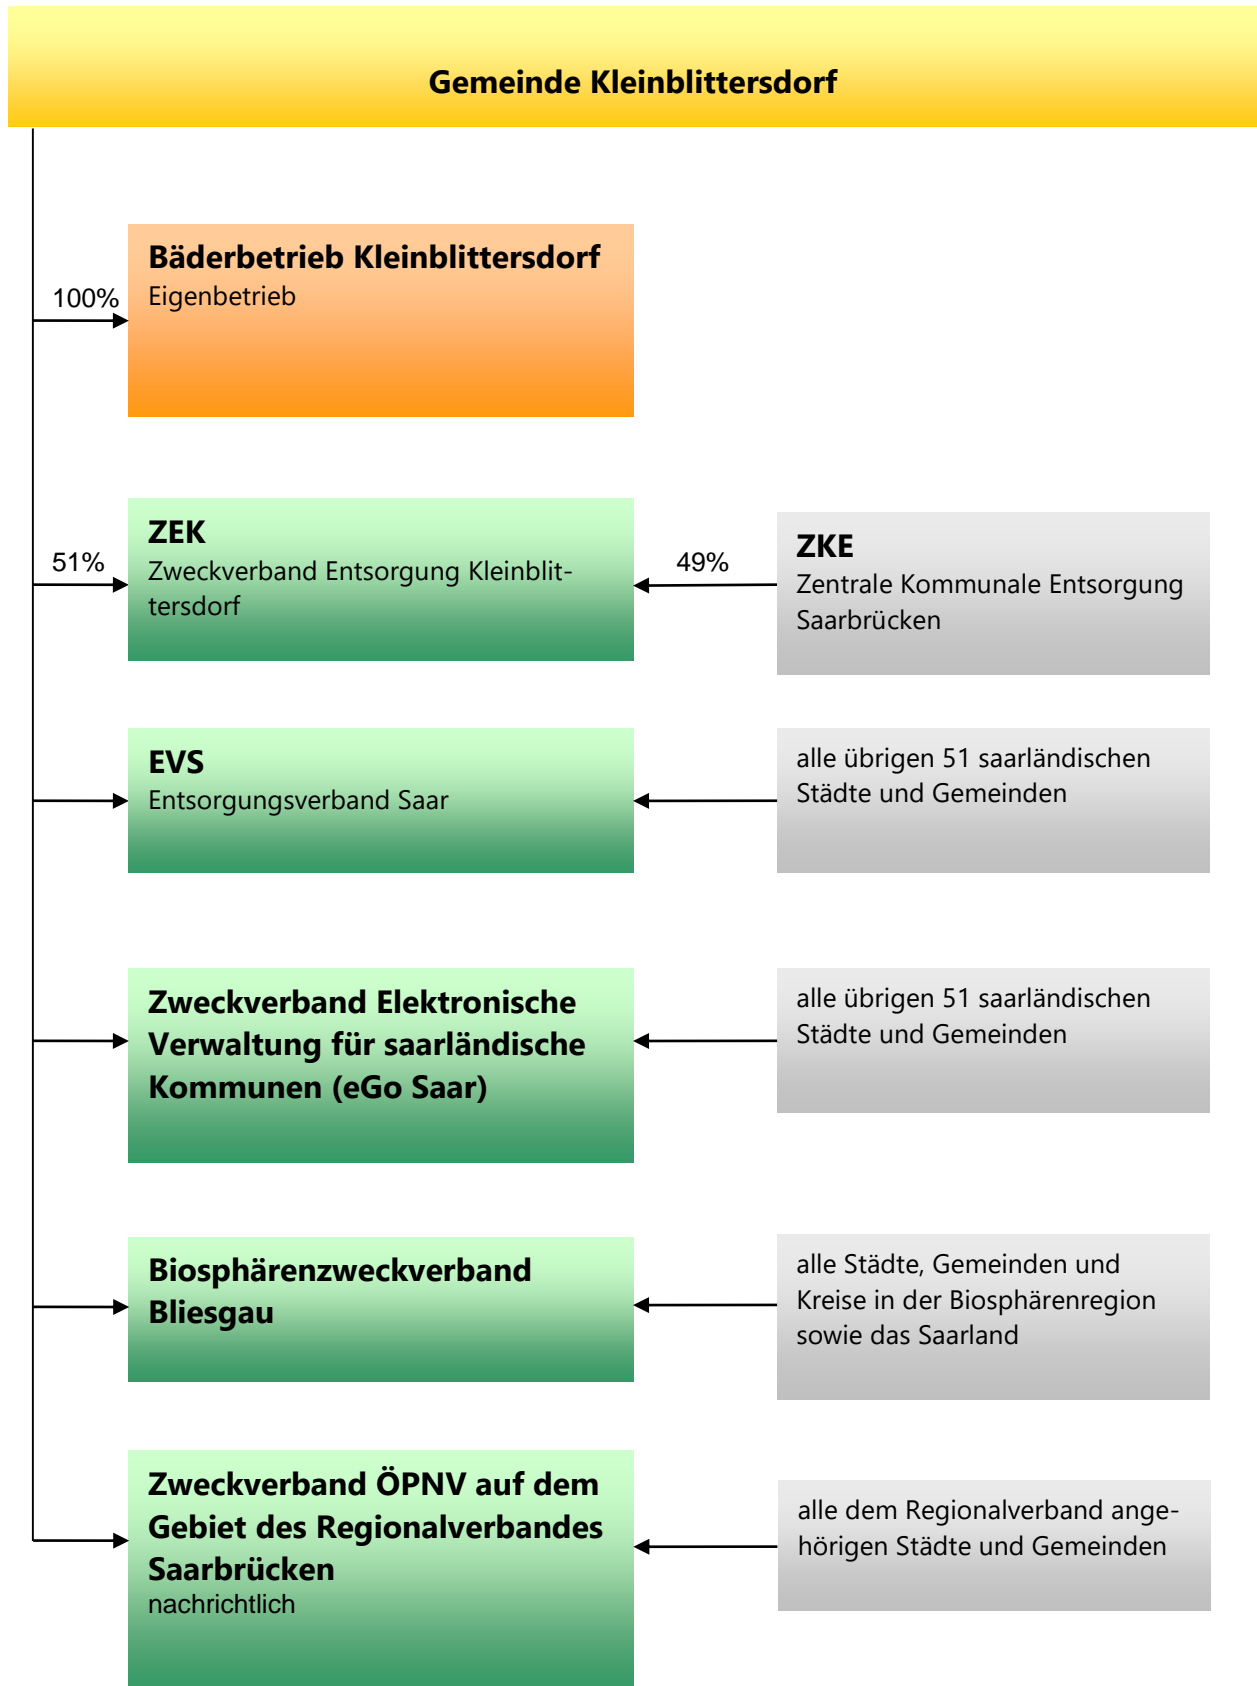 Gemeinde Kleinblittersdorf
100%
Bäderbetrieb Kleinblittersdorf
Eigenbetrieb
51%
ZEK
Zweckverband Entsorgung Kleinblit-
tersdorf
49%
ZKE
Zentrale Kommunale Entsorgung
Saarbrücken
EVS
Entsorgungsverband Saar
alle übrigen 51 saarländischen
Städte und Gemeinden
Zweckverband Elektronische
Verwaltung für saarländische
Kommunen (eGo Saar)
alle übrigen 51 saarländischen
Städte und Gemeinden
Biosphärenzweckverband
Bliesgau
alle Städte, Gemeinden und
Kreise in der Biosphärenregion
sowie das Saarland
Zweckverband ÖPNV auf dem
Gebiet des Regionalverbandes
Saarbrücken
nachrichtlich
alle dem Regionalverband ange-
hörigen Städte und Gemeinden